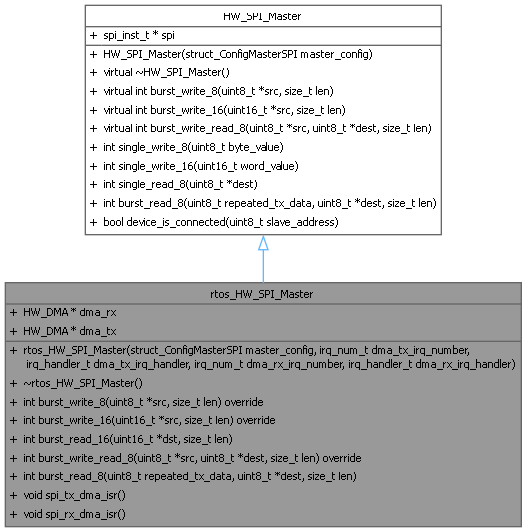 HW_SPI_Master
+ spi_inst_t * spi
+ HW_SPI_Master(struct_ConfigMasterSPI master_config)
+ virtual ~HW_SPI_Master()
+ virtual int burst_write_8(uint8_t *src, size_t len)
+ virtual int burst_write_16(uint16_t *src, size_t len)
+ virtual int burst_write_read_8(uint8_t *src, uint8_t *dest, size_t len)
+ int single_write_8(uint8_t byte_value)
+ int single_write_16(uint16_t word_value)
+ int single_read_8(uint8_t *dest)
+ int burst_read_8(uint8_t repeated_tx_data, uint8_t *dest, size_t len)
+ bool device_is_connected(uint8_t slave_address)
rtos_HW_SPI_Master
+ HW_DMA * dma_rx
+ HW_DMA * dma_tx
+ rtos_HW_SPI_Master(struct_ConfigMasterSPI master_config, irq_num_t dma_tx_irq_number,
irq_handler_t dma_tx_irq_handler, irq_num_t dma_rx_irq_number, irq_handler_t dma_rx_irq_handler)
+ ~rtos_HW_SPI_Master()
+ int burst_write_8(uint8_t *src, size_t len) override
+ int burst_write_16(uint16_t *src, size_t len) override
+ int burst_read_16(uint16_t *dst, size_t len)
+ int burst_write_read_8(uint8_t *src, uint8_t *dest, size_t len) override
+ int burst_read_8(uint8_t repeated_tx_data, uint8_t *dest, size_t len)
+ void spi_tx_dma_isr()
+ void spi_rx_dma_isr()